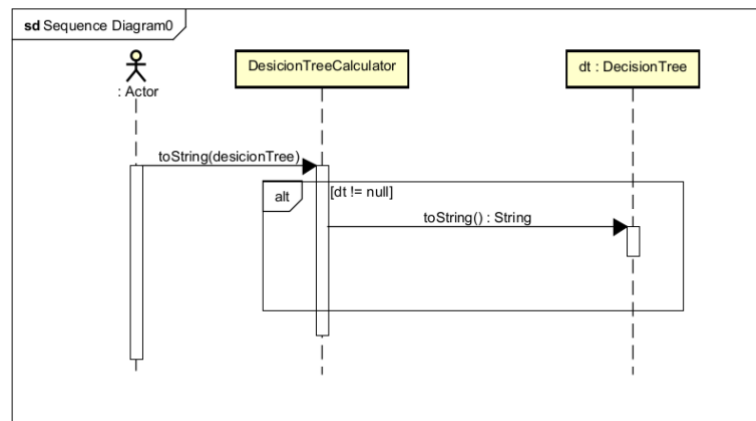 sd Sequence Diagram0
: Actor
DesicionTreeCalculator
dt : DecisionTree
toString(desicionTree)
alt
[dt != null]
toString() : String